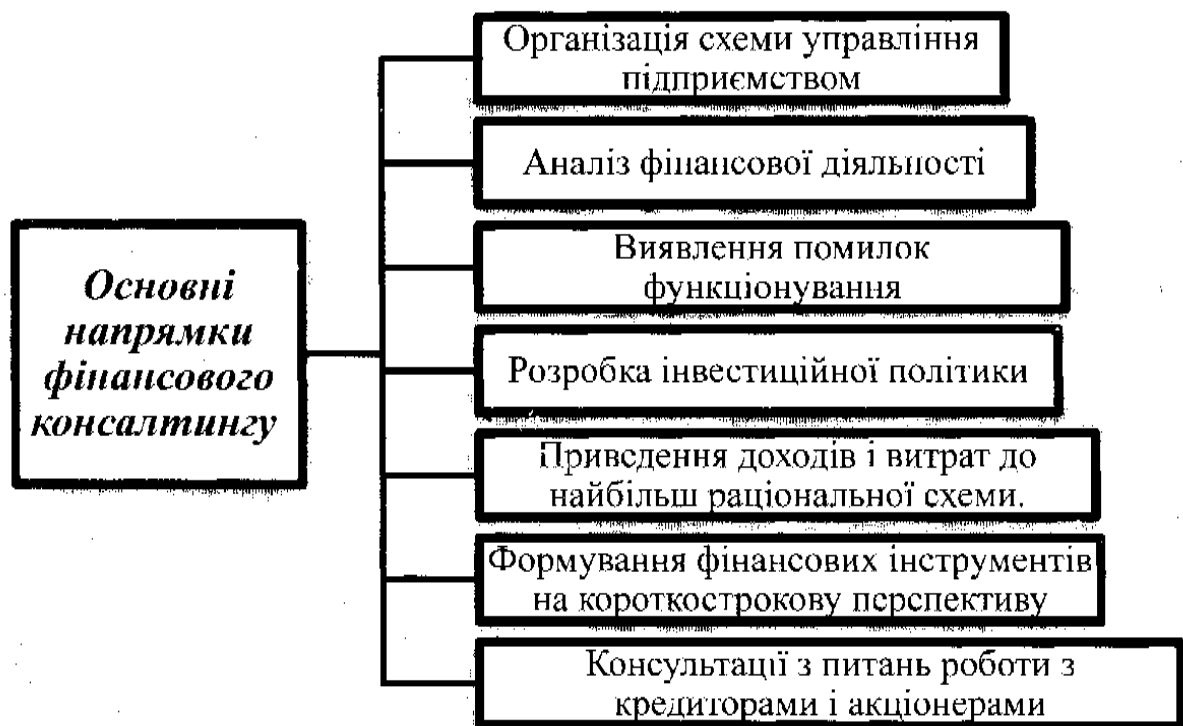 Основні
напрямки
фінансового
консалтингу
Організація схеми управління
підприємством
Аналіз фінансової діяльності
Виявлення помилок
функціонування
Розробка інвестиційної політики
Приведення доходів і витрат до
найбільш раціональної схеми.
Формування фінансових інструментів
на короткострокову перспективу
Консультації з питань роботи з
кредиторами і акціонерами